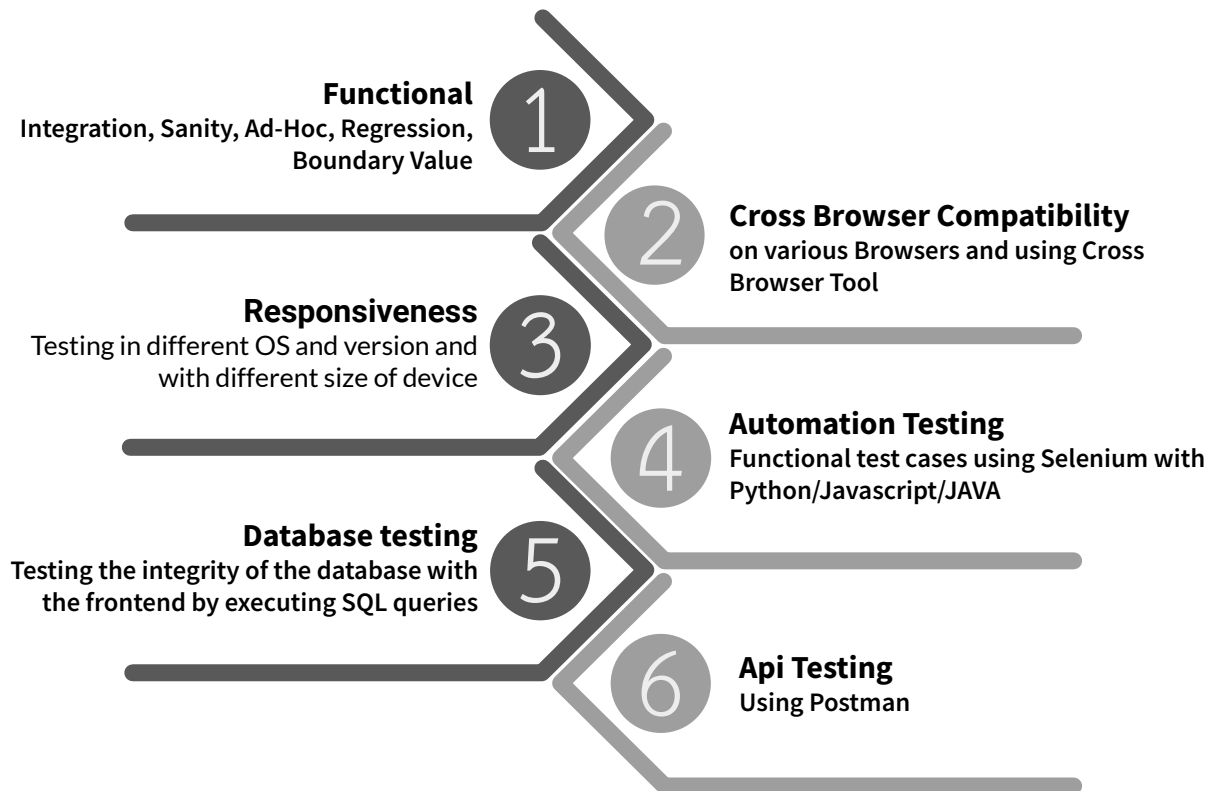 1
Functional
Integration, Sanity, Ad-Hoc, Regression,
Boundary Value
2
Cross Browser Compatibility
on various Browsers and using Cross
Browser Tool
3
Responsiveness
Testing in different OS and version and
with different size of device
4
Automation Testing
Functional test cases using Selenium with
Python/Javascript/JAVA
5
Database testing
Testing the integrity of the database with
the frontend by executing SQL queries
6
Api Testing
Using Postman